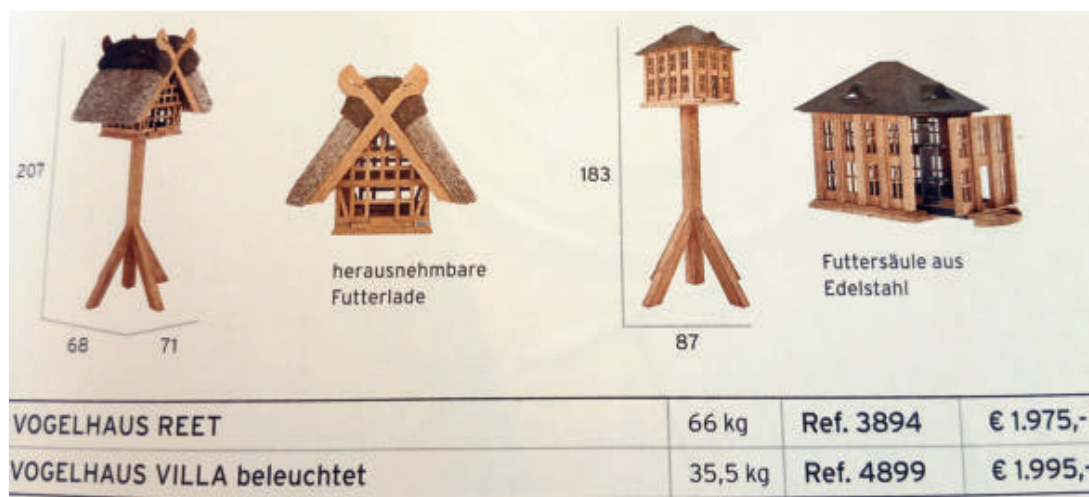 207
68
71
herausnehmbare
Futterlade
183
87
Futtersäule aus
Edelstahl
VOGELHAUS REET 66 kg Ref. 3894 € 1.975,-
VOGELHAUS VILLA beleuchtet 35,5 kg Ref. 4899 € 1.995,-